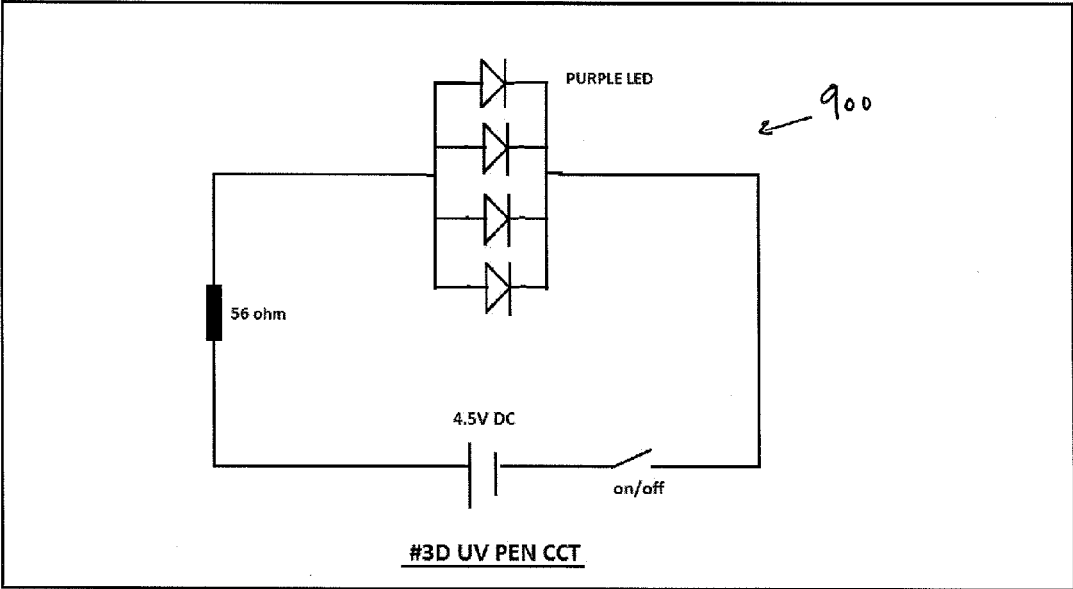 PURPLE LED
900
56 ohm
4.5V DC
on/off
#3D UV PEN CCT